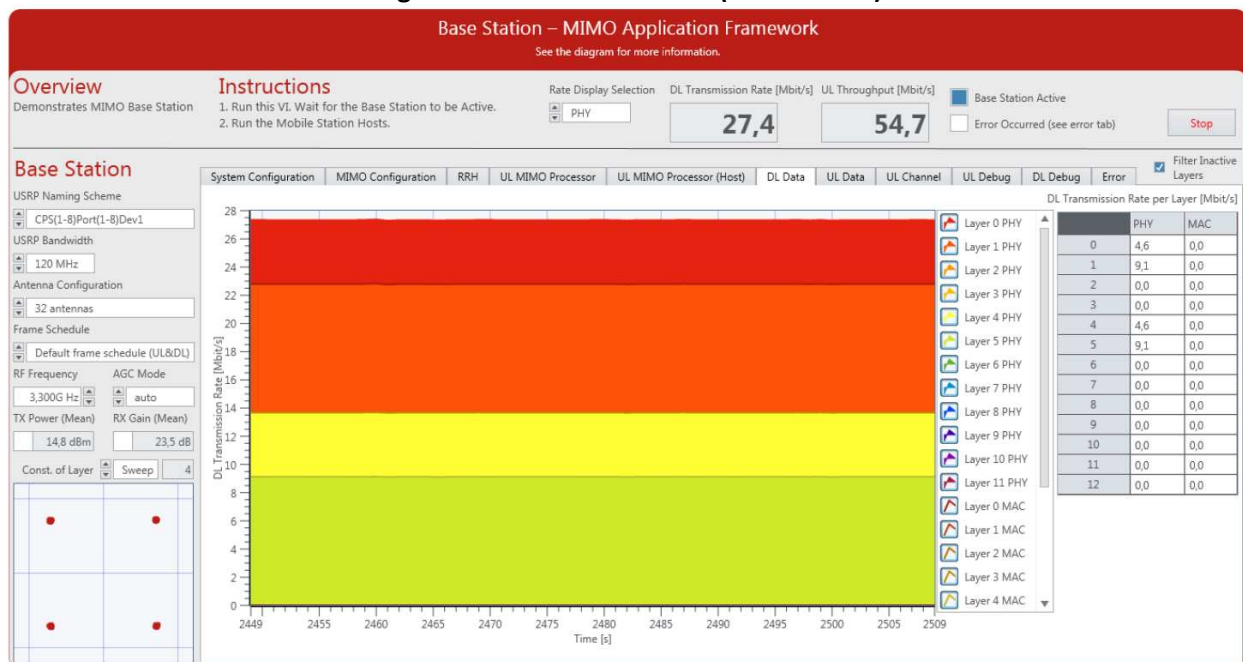 Base Station – MIMO Application Framework
See the diagram for more information.
Overview
Demonstrates MIMO Base Station
Instructions
1. Run this VI. Wait for the Base Station to be Active.
2. Run the Mobile Station Hosts.
Rate Display Selection
PHY
DL Transmission Rate [Mbit/s]
27,4
UL Throughput [Mbit/s]
54,7
Base Station Active
Error Occurred (see error tab)
Stop
Base Station
USRP Naming Scheme
CPS(1-8)Port(1-8)Dev1
USRP Bandwidth
120 MHz
Antenna Configuration
32 antennas
Frame Schedule
Default frame schedule (UL&DL)
RF Frequency AGC Mode
3,300G Hz auto
TX Power (Mean) RX Gain (Mean)
14,8 dBm 23,5 dB
Const. of Layer Sweep 4
System Configuration MIMO Configuration RRH UL MIMO Processor UL MIMO Processor (Host) DL Data UL Data UL Channel UL Debug DL Debug Error
Filter Inactive
Layers
DL Transmission Rate [Mbit/s]
28
26
24
22
20
18
16
14
12
10
8
6
4
2
0
2449 2455 2460 2465 2470 2475 2480 2485 2490 2495 2500 2505 2509
Time [s]
Layer 0 PHY
Layer 1 PHY
Layer 2 PHY
Layer 3 PHY
Layer 4 PHY
Layer 5 PHY
Layer 6 PHY
Layer 7 PHY
Layer 8 PHY
Layer 9 PHY
Layer 10 PHY
Layer 11 PHY
Layer 0 MAC
Layer 1 MAC
Layer 2 MAC
Layer 3 MAC
Layer 4 MAC
DL Transmission Rate per Layer [Mbit/s]
PHY MAC
0 4,6 0,0
1 9,1 0,0
2 0,0 0,0
3 0,0 0,0
4 4,6 0,0
5 9,1 0,0
6 0,0 0,0
7 0,0 0,0
8 0,0 0,0
9 0,0 0,0
10 0,0 0,0
11 0,0 0,0
12 0,0 0,0